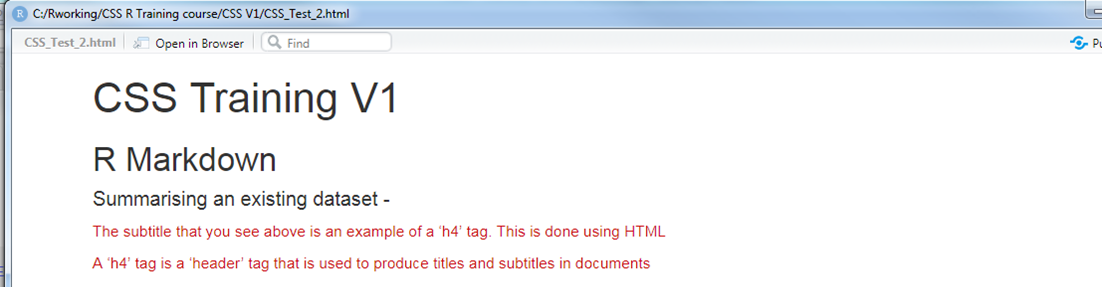 R C:/Rworking/CSS R Training course/CSS V1/CSS_Test_2.html
CSS_Test_2.html Open in Browser Find
CSS Training V1
R Markdown
Summarising an existing dataset -
The subtitle that you see above is an example of a ‘h4’ tag. This is done using HTML
A ‘h4’ tag is a ‘header’ tag that is used to produce titles and subtitles in documents